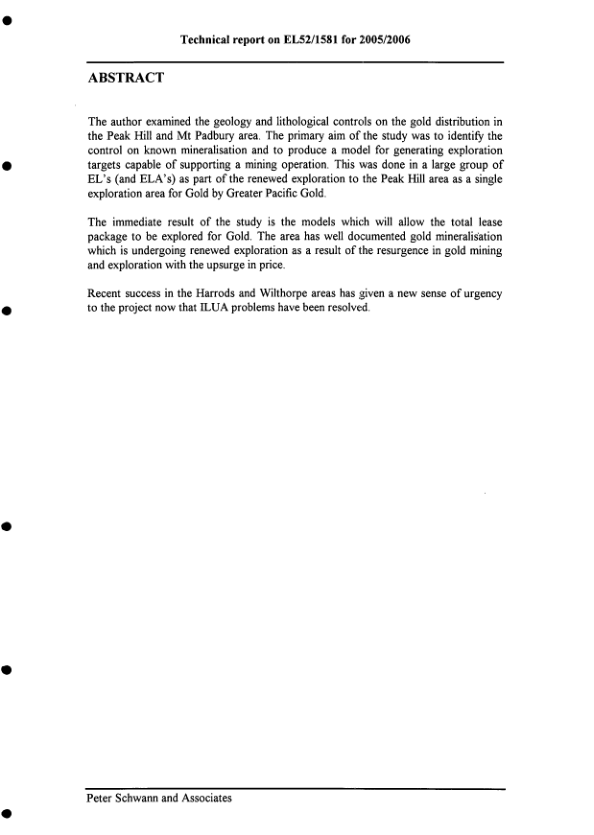 Technical report on EL52/1581 for 2005/2006
ABSTRACT
The author examined the geology and lithological controls on the gold distribution in
the Peak Hill and Mt Padbury area. The primary aim of the study was to identify the
control on known mineralisation and to produce a model for generating exploration
targets capable of supporting a mining operation. This was done in a large group of
EL's (and ELA's) as part of the renewed exploration to the Peak Hill area as a single
exploration area for Gold by Greater Pacific Gold.
The immediate result of the study is the models which will allow the total lease
package to be explored for Gold. The area has well documented gold mineralisation
which is undergoing renewed exploration as a result of the resurgence in gold mining
and exploration with the upsurge in price.
Recent success in the Harrods and Wilthorpe areas has given a new sense of urgency
to the project now that ILUA problems have been resolved.
Peter Schwann and Associates